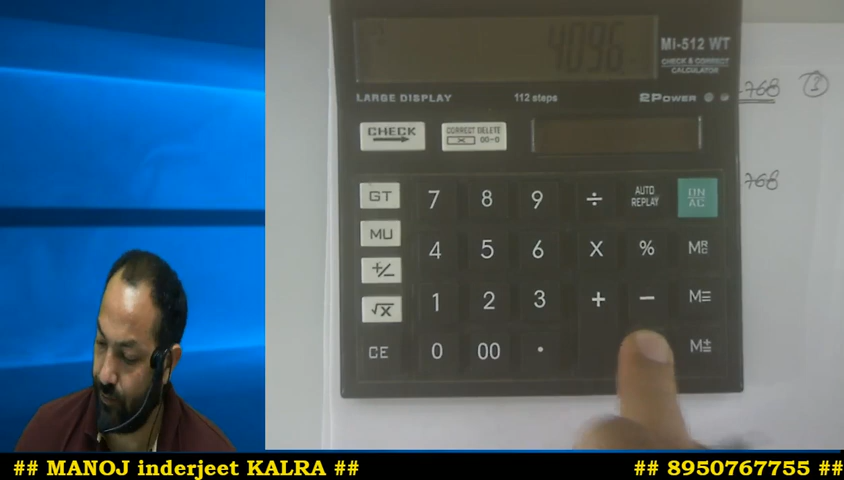 4096.
Mi-512 WT
CHECK & CORRECT
CALCULATOR
LARGE DISPLAY 112 steps 2POWER
768 3
CHECK CORRECT DELETE
X 00→0
768
GT 7 8 9 ÷ AUTO REPLAY ON AC
MU 4 5 6 X % MRC
+/- 1 2 3 + − M=
√X
CE 0 00 . M±
## MANOJ inderjeet KALRA ## ## 8950767755 ##